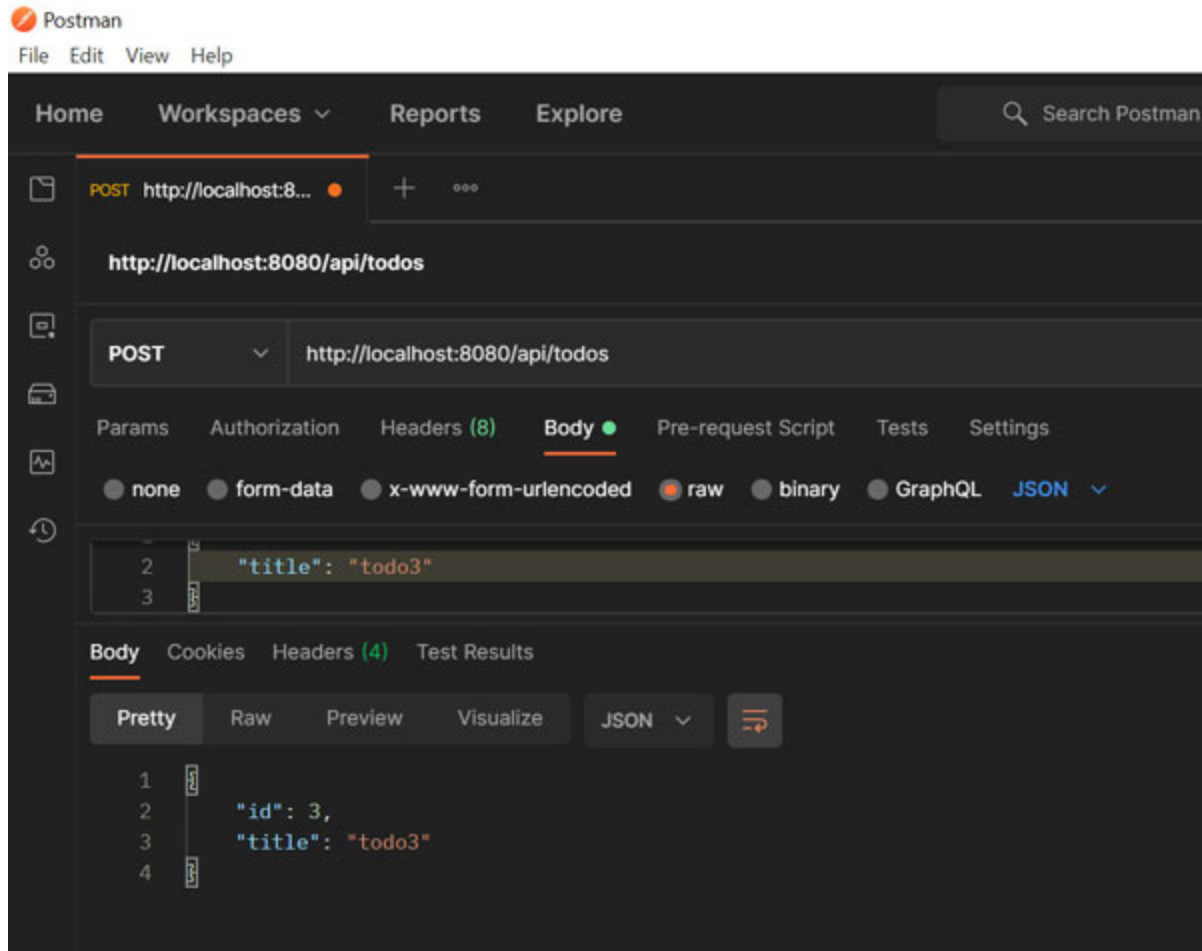 Postman
File Edit View Help
Home Workspaces Reports Explore Search Postman
POST http://localhost:8...
http://localhost:8080/api/todos
POST http://localhost:8080/api/todos
Params Authorization Headers (8) Body Pre-request Script Tests Settings
none form-data x-www-form-urlencoded raw binary GraphQL JSON
2 "title": "todo3"
3 }
Body Cookies Headers (4) Test Results
Pretty Raw Preview Visualize JSON
1 {
2 "id": 3,
3 "title": "todo3"
4 }